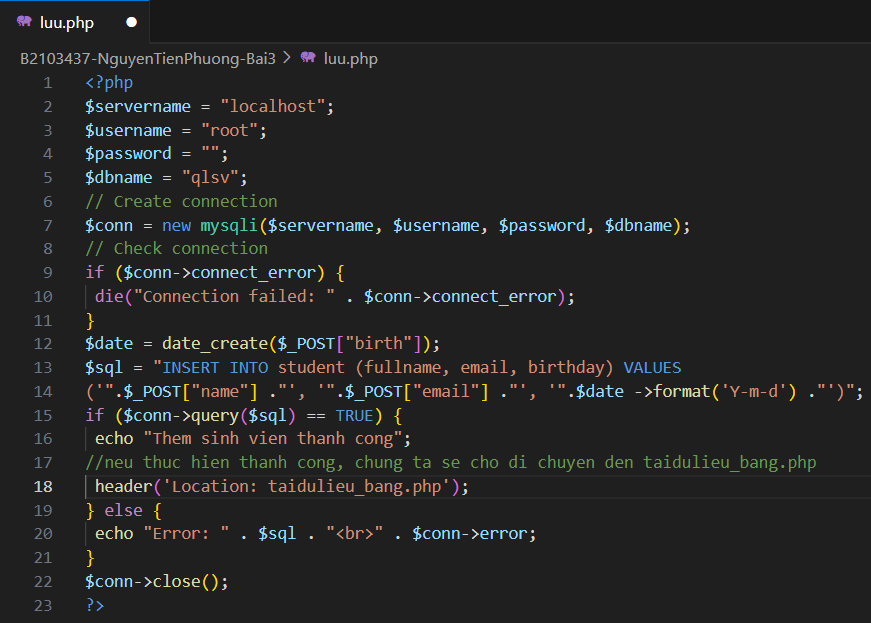 luu.php
B2103437-NguyenTienPhuong-Bai3 > luu.php
1 <?php
2 $servername = "localhost";
3 $username = "root";
4 $password = "";
5 $dbname = "qlsv";
6 // Create connection
7 $conn = new mysqli($servername, $username, $password, $dbname);
8 // Check connection
9 if ($conn->connect_error) {
10 die("Connection failed: " . $conn->connect_error);
11 }
12 $date = date_create($_POST["birth"]);
13 $sql = "INSERT INTO student (fullname, email, birthday) VALUES
14 ('".$_POST["name"] ."', '".$_POST["email"] ."', '".$date ->format('Y-m-d') ."')";
15 if ($conn->query($sql) == TRUE) {
16 echo "Them sinh vien thanh cong";
17 //neu thuc hien thanh cong, chung ta se cho di chuyen den taidulieu_bang.php
18 header('Location: taidulieu_bang.php');
19 } else {
20 echo "Error: " . $sql . "<br>" . $conn->error;
21 }
22 $conn->close();
23 ?>